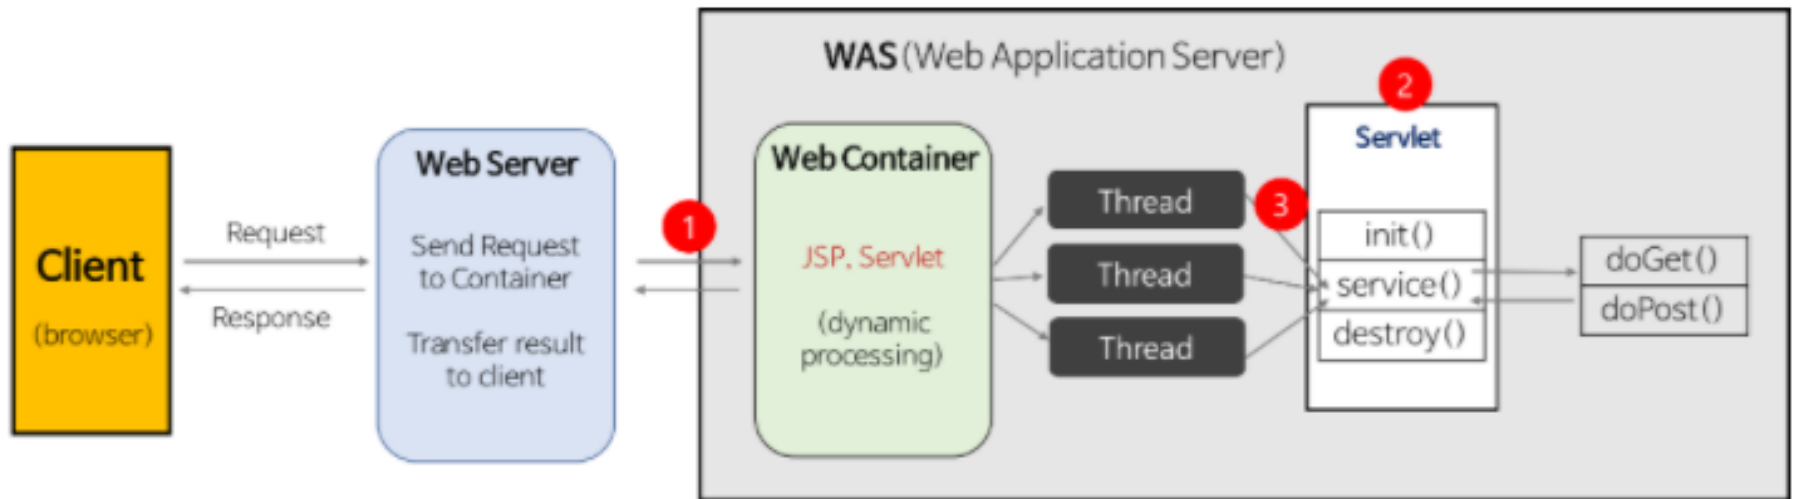 WAS (Web Application Server)
2
Servlet
Client
(browser)
Request
Response
Web Server
Send Request
to Container
Transfer result
to client
1
Web Container
JSP, Servlet
(dynamic
processing)
Thread
Thread
Thread
3
init()
service()
destroy()
doGet()
doPost()